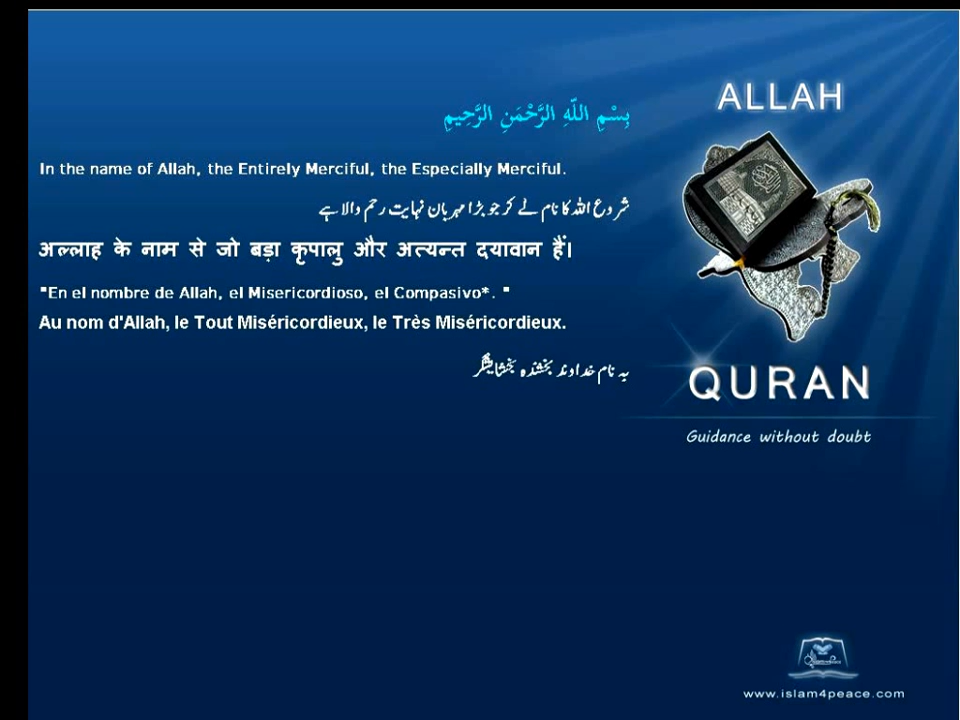 بِسْمِ اللّهِ الرَّحْمَنِ الرَّحِيمِ
In the name of Allah, the Entirely Merciful, the Especially Merciful.
شروع اللہ کا نام لے کر جو بڑا مہربان نہایت رحم والا ہے
अल्लाह के नाम से जो बड़ा कृपालु और अत्यन्त दयावान हैं।
"En el nombre de Allah, el Misericordioso, el Compasivo*. "
Au nom d'Allah, le Tout Miséricordieux, le Très Miséricordieux.
به نام خداوند بخشنده بخشایشگر
ALLAH
QURAN
Guidance without doubt
www.islam4peace.com